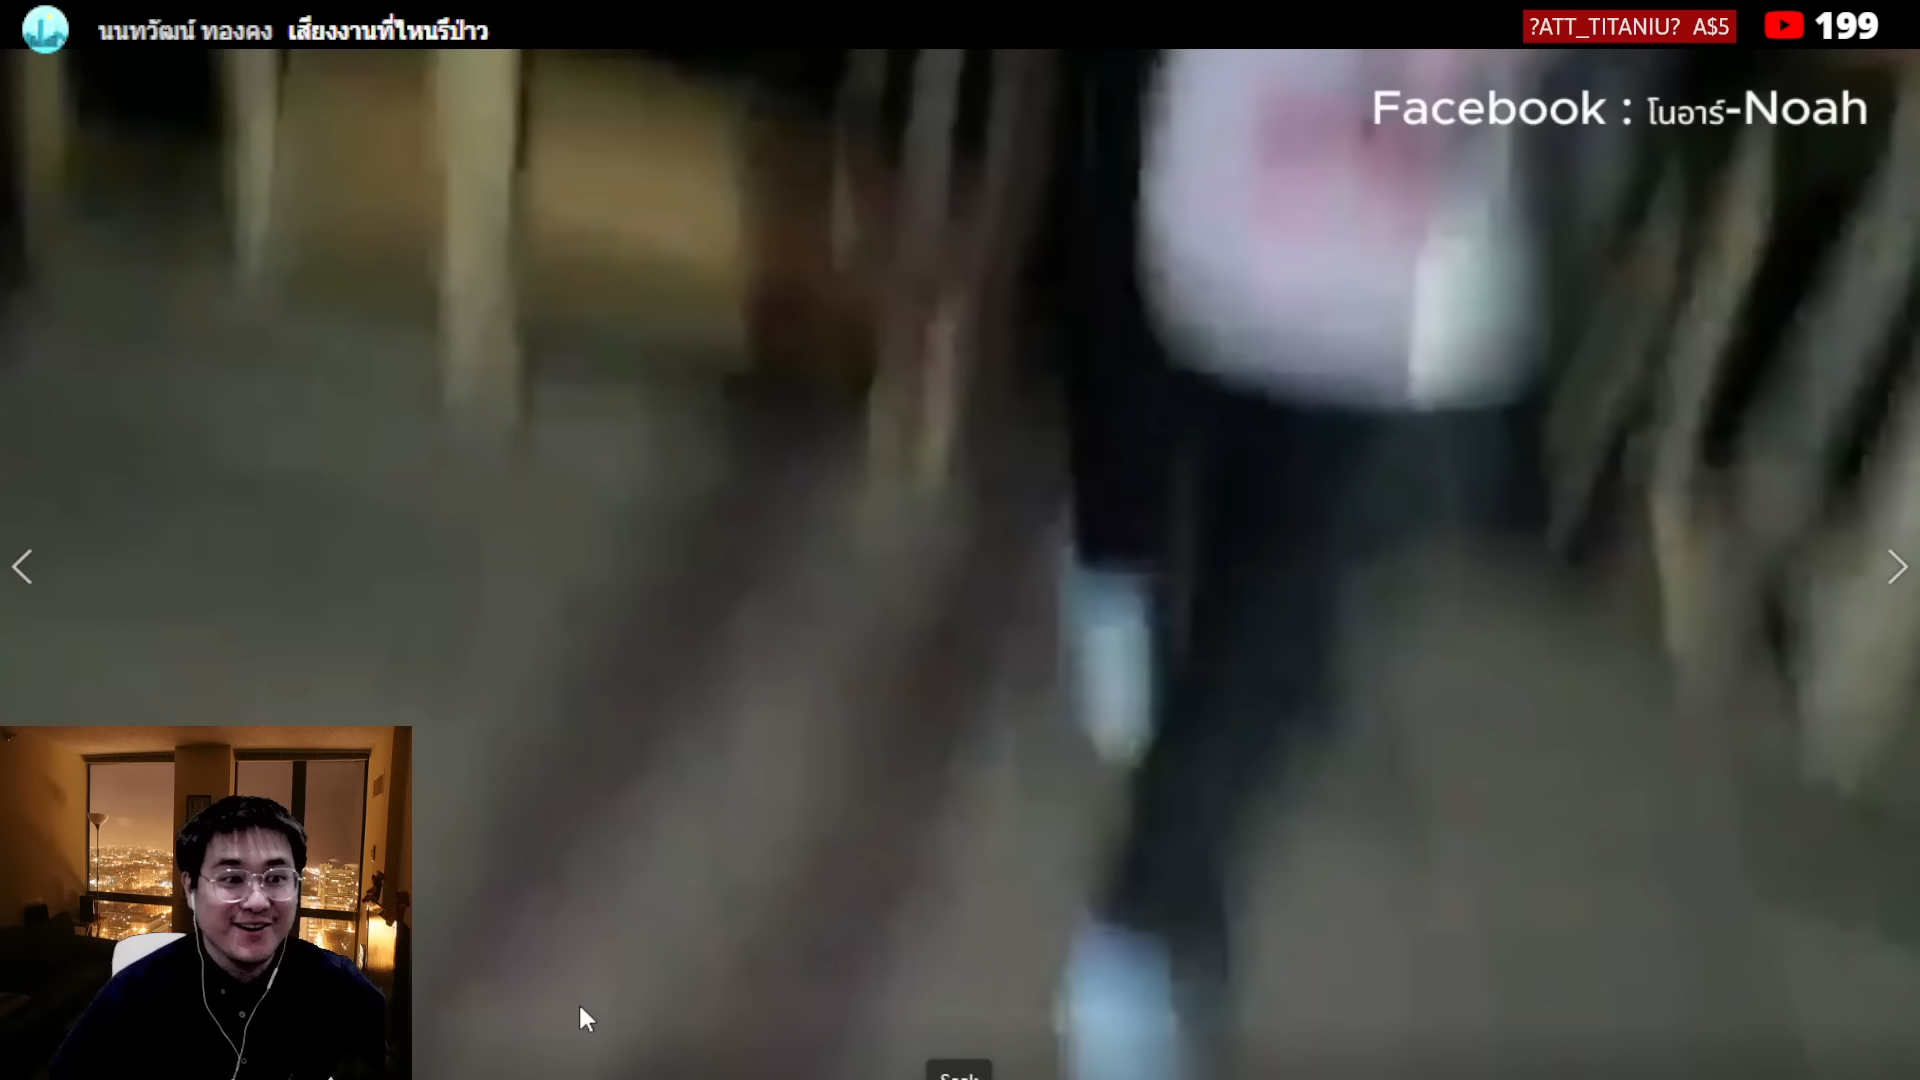 นนทวัฒน์ ทองคง เสียงงานที่ไหนรึป่าว
?ATT_TITANIU? A$5
199
Facebook : โนอาร์-Noah